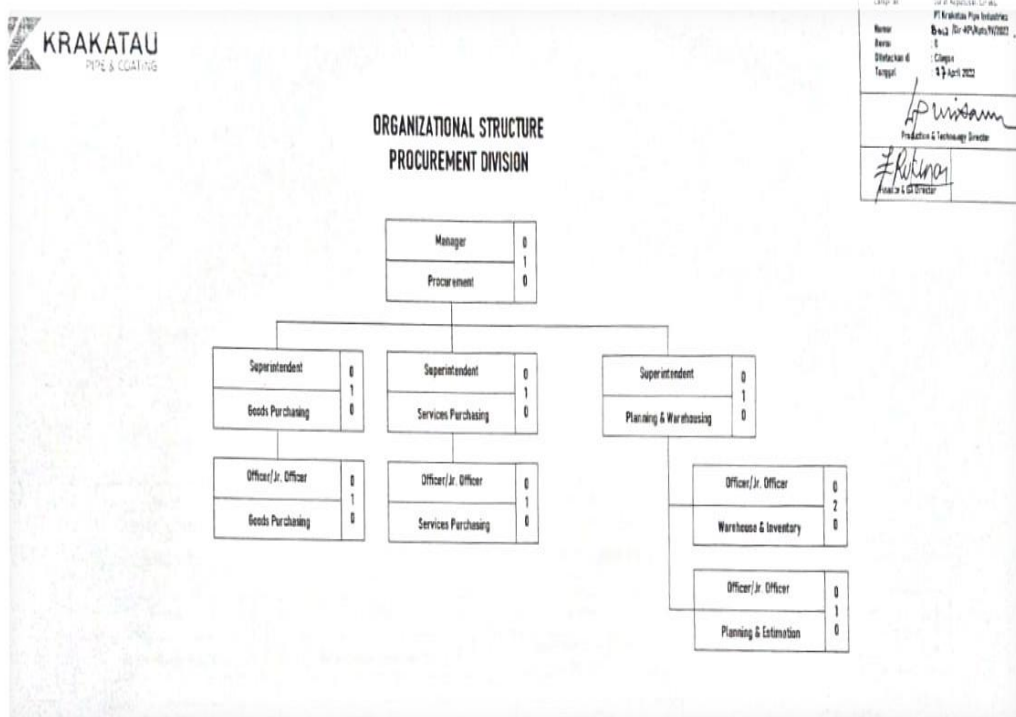 KRAKATAU
PIPE & COATING
PT Krakatau Pipe Industries
Nomor
Revisi : 0
Ditetapkan di : Cilegon
Tanggal : 27 April 2022
Production & Technology Director
Finance & GA Director
ORGANIZATIONAL STRUCTURE
PROCUREMENT DIVISION
Manager
Procurement
0
1
0
Superintendent
Goods Purchasing
0
1
0
Superintendent
Services Purchasing
0
1
0
Superintendent
Planning & Warehousing
0
1
0
Officer/Jr. Officer
Goods Purchasing
0
1
0
Officer/Jr. Officer
Services Purchasing
0
1
0
Officer/Jr. Officer
Warehouse & Inventory
0
2
0
Officer/Jr. Officer
Planning & Estimation
0
1
0